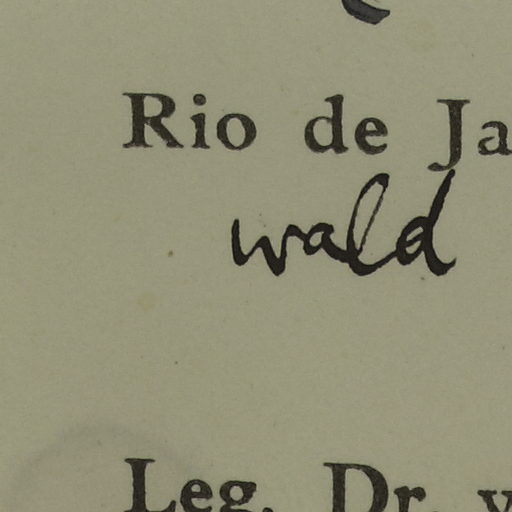 Rio de Ja
wald
Leg. Dr. v